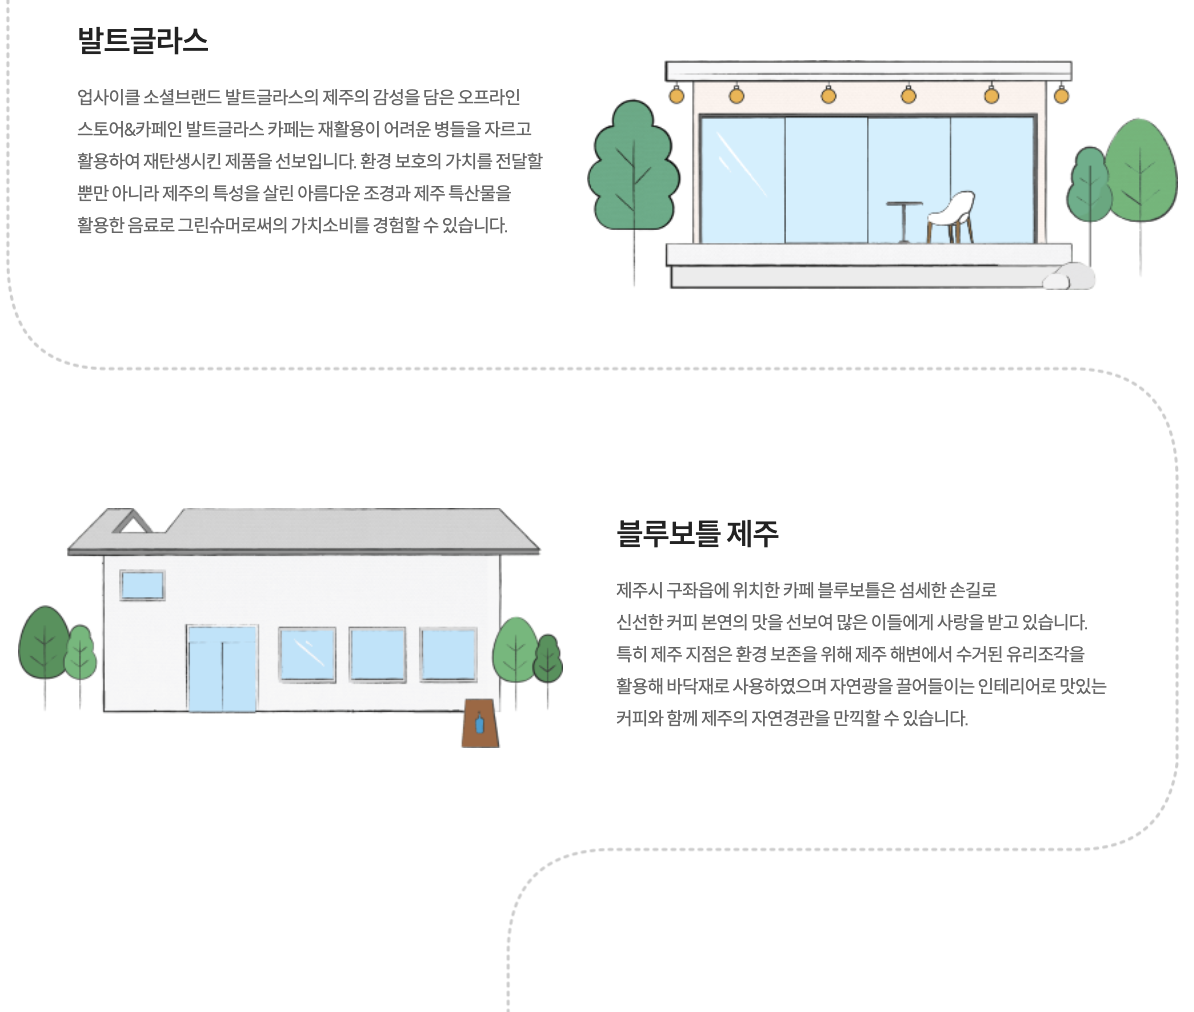 발트글라스
업사이클 소셜브랜드 발트글라스의 제주의 감성을 담은 오프라인
스토어&카페인 발트글라스 카페는 재활용이 어려운 병들을 자르고
활용하여 재탄생시킨 제품을 선보입니다. 환경 보호의 가치를 전달할
뿐만 아니라 제주의 특성을 살린 아름다운 조경과 제주 특산물을
활용한 음료로 그린슈머로써의 가치소비를 경험할 수 있습니다.
블루보틀 제주
제주시 구좌읍에 위치한 카페 블루보틀은 섬세한 손길로
신선한 커피 본연의 맛을 선보여 많은 이들에게 사랑을 받고 있습니다.
특히 제주 지점은 환경 보존을 위해 제주 해변에서 수거된 유리조각을
활용해 바닥재로 사용하였으며 자연광을 끌어들이는 인테리어로 맛있는
커피와 함께 제주의 자연경관을 만끽할 수 있습니다.